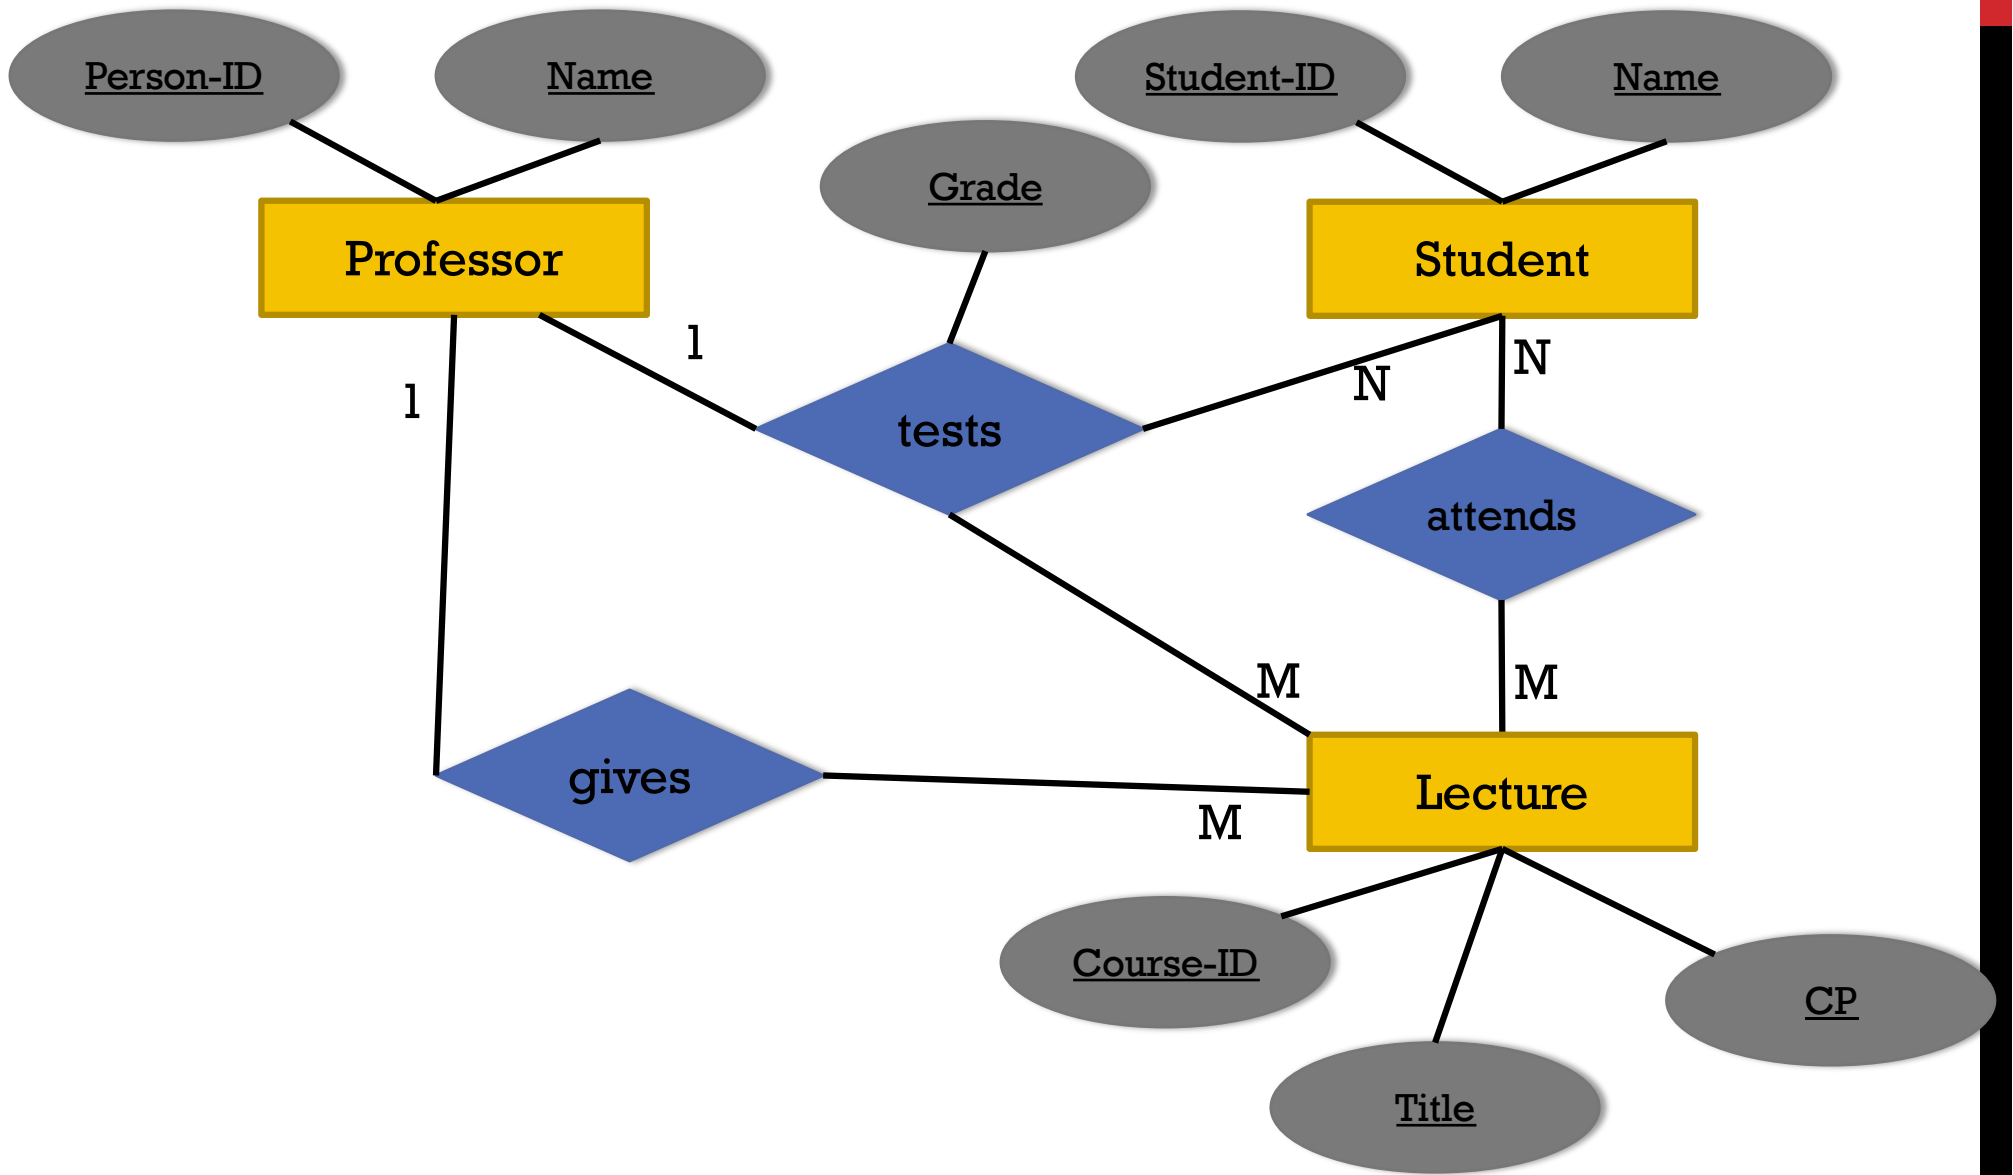 Person-ID
Name
Student-ID
Name
Grade
Professor
Student
1
1
N
N
tests
attends
M
M
gives
M
Lecture
Course-ID
CP
Title